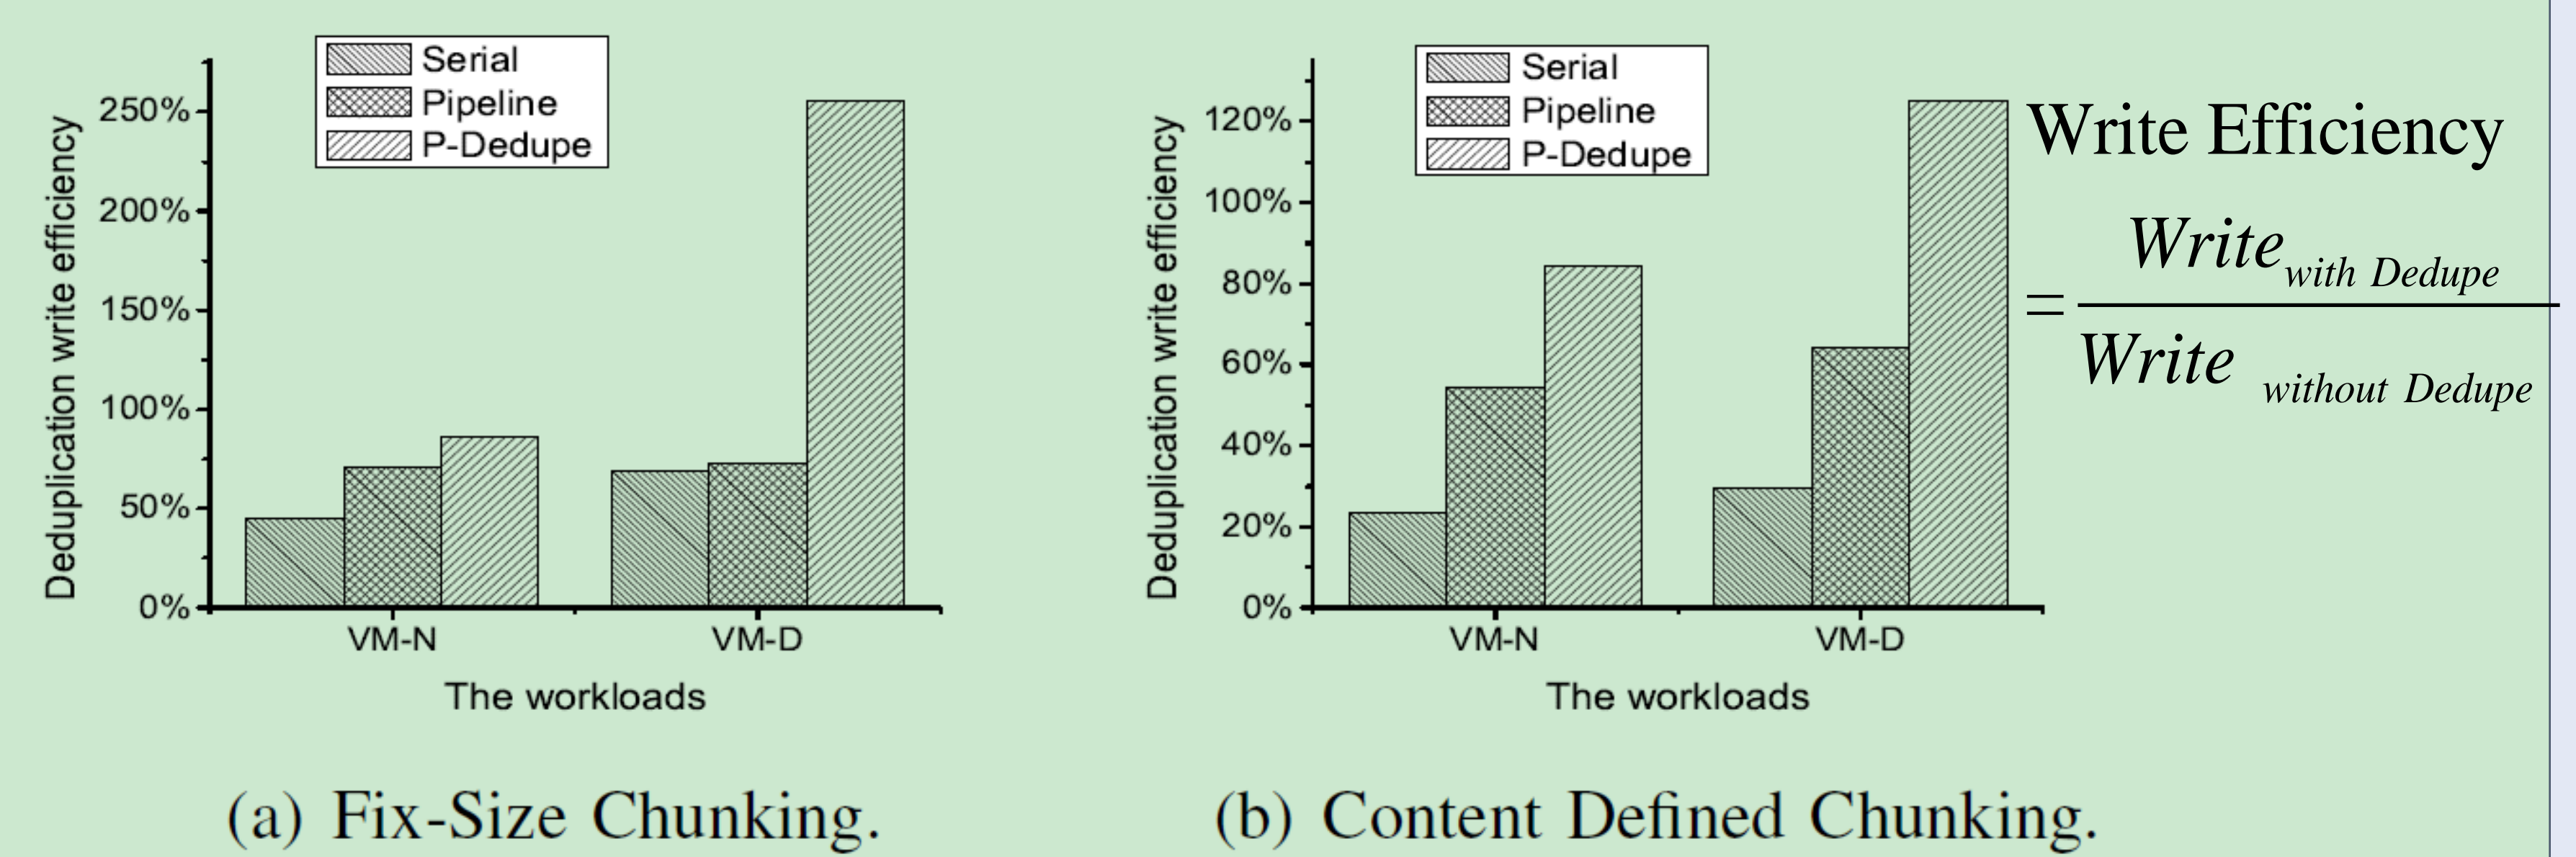 Serial
Pipeline
P-Dedupe
Deduplication write efficiency
250%
200%
150%
100%
50%
0%
VM-N VM-D
The workloads
(a) Fix-Size Chunking.
Serial
Pipeline
P-Dedupe
Deduplication write efficiency
120%
100%
80%
60%
40%
20%
0%
VM-N VM-D
The workloads
(b) Content Defined Chunking.
Write Efficiency
Write with Dedupe
=
Write without Dedupe